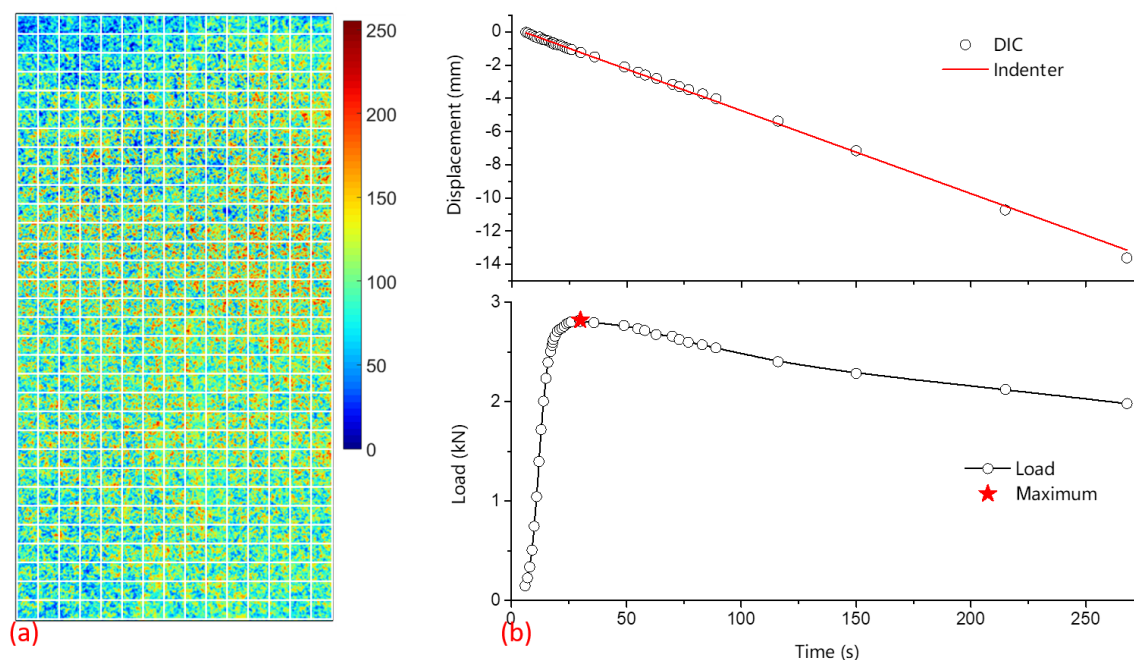 250
200
150
100
50
0
(a)
Displacement (mm)
0
-2
-4
-6
-8
-10
-12
-14
DIC
Indenter
Load (kN)
3
2
1
0
Load
Maximum
0 50 100 150 200 250
Time (s)
(b)